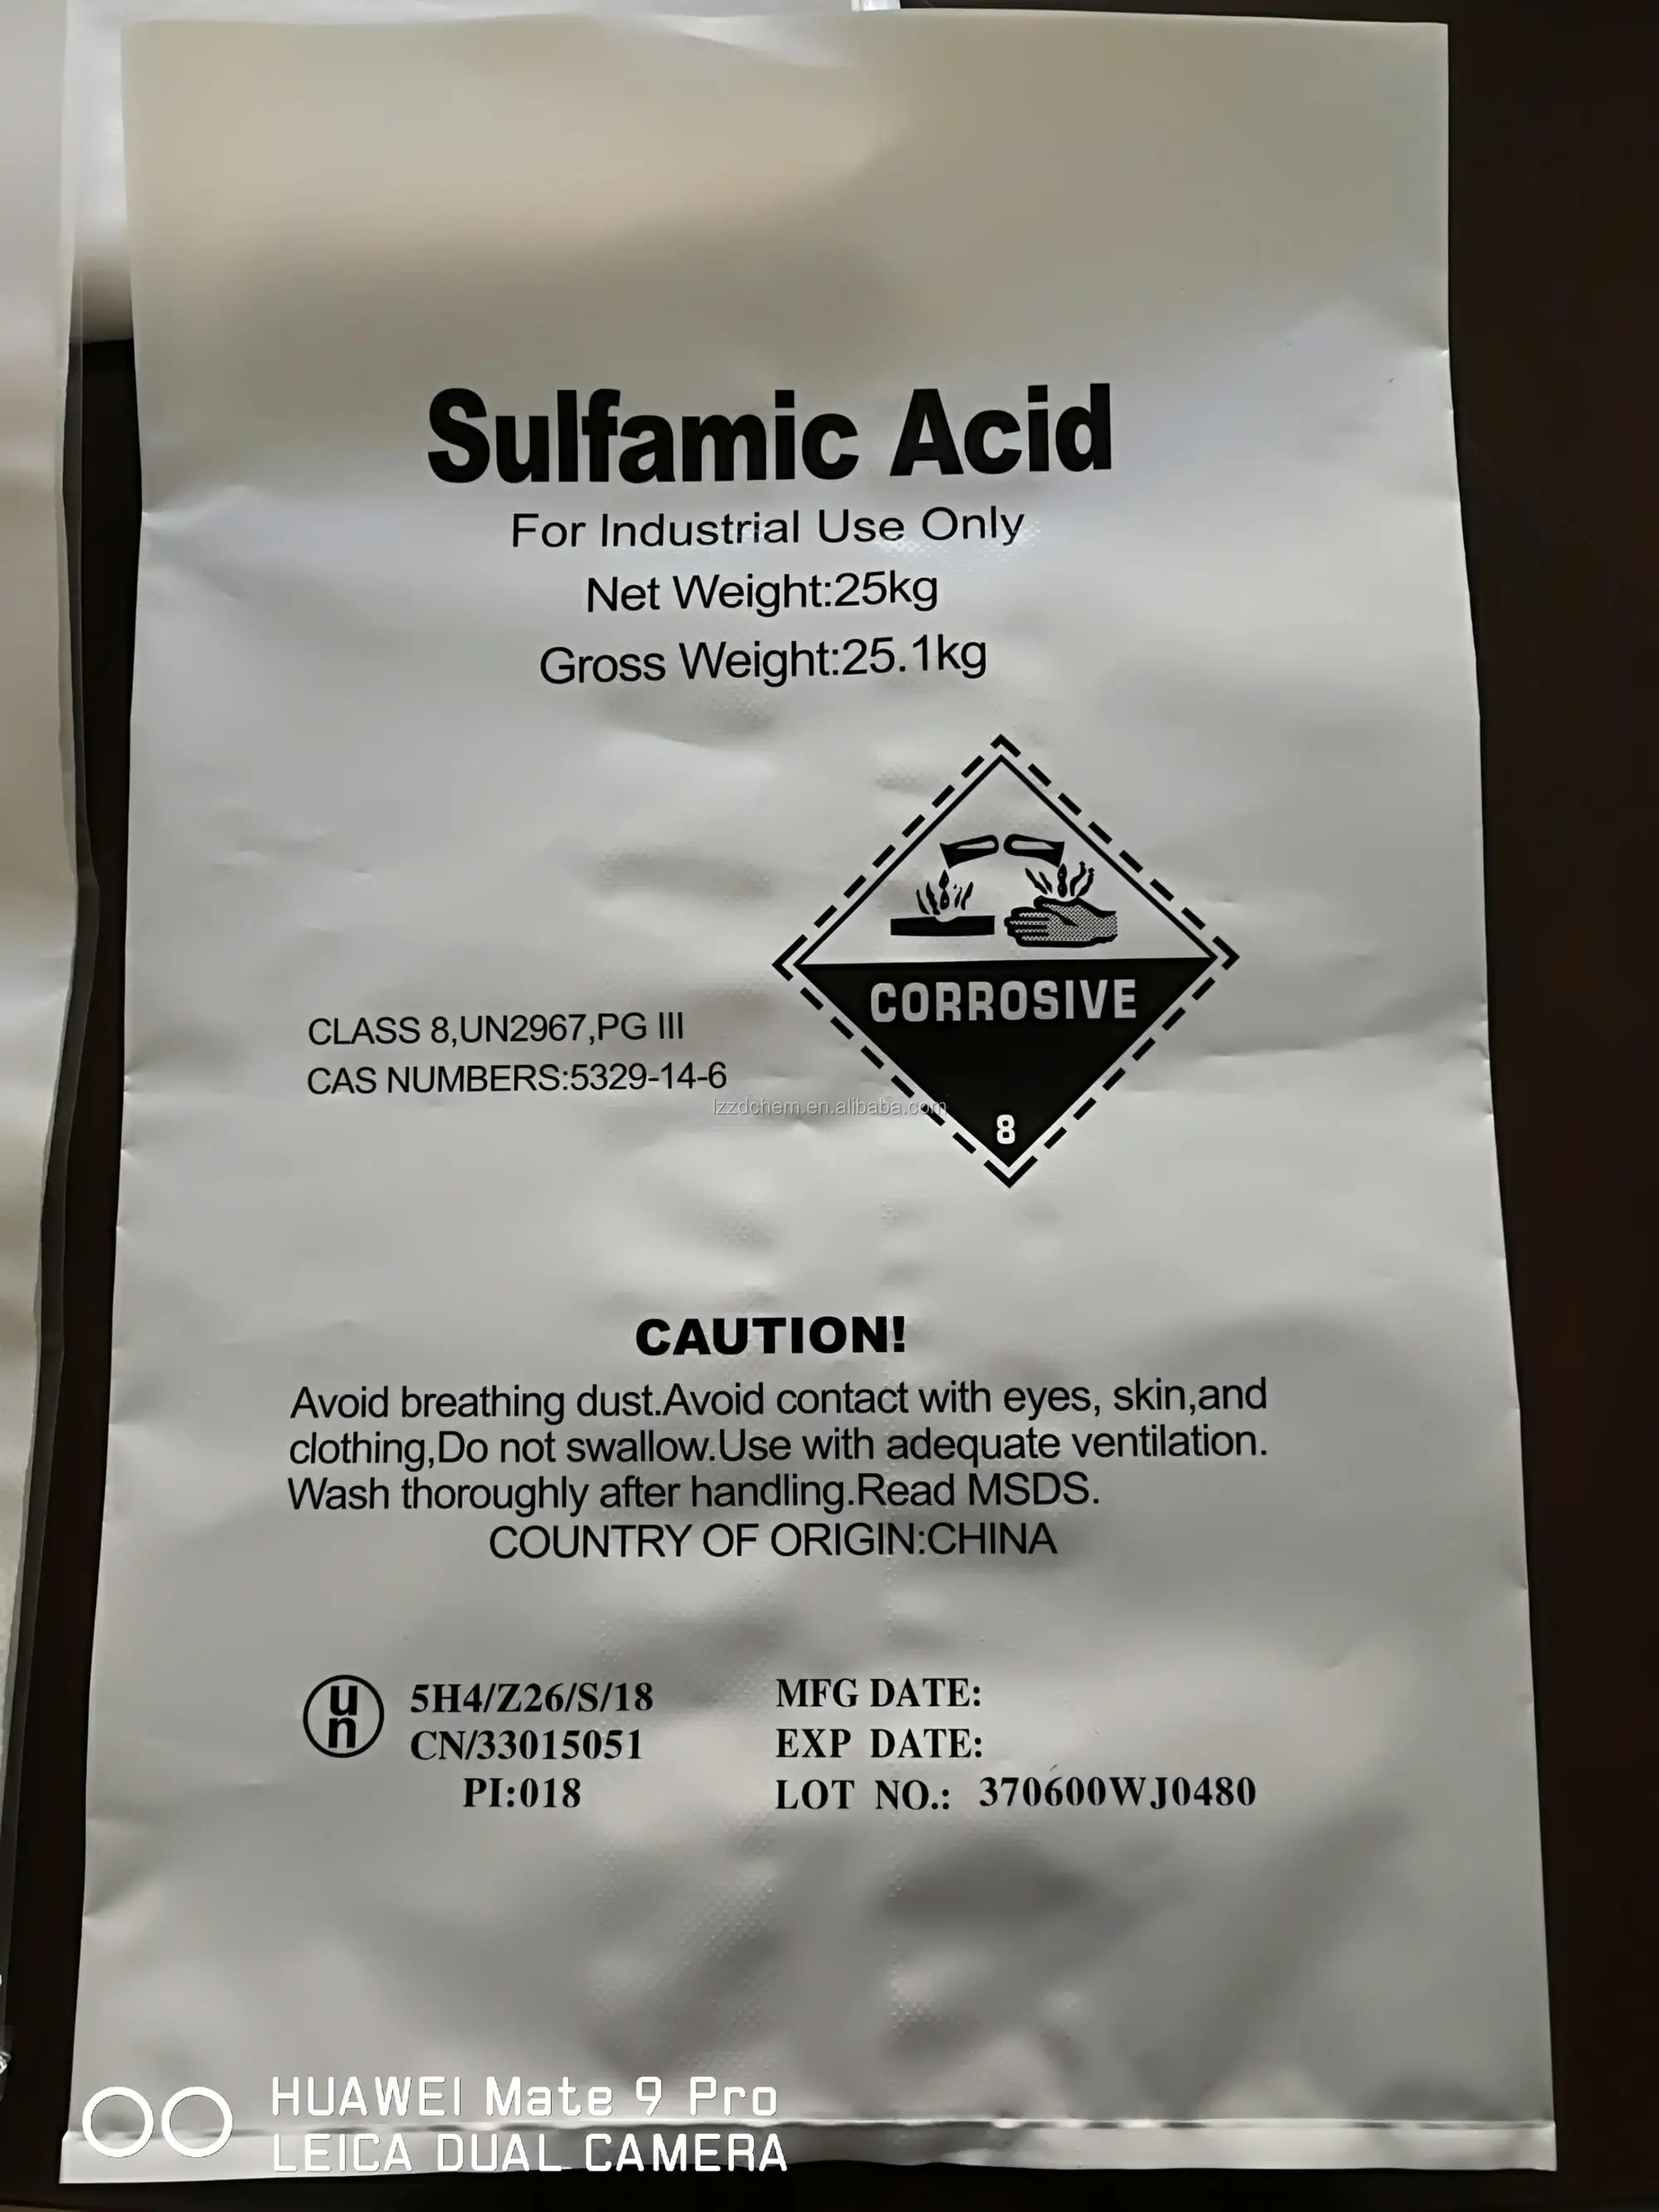 Sulfamic Acid
For Industrial Use Only
Net Weight:25kg
Gross Weight:25.1kg
CORROSIVE
8
CLASS 8,UN2967,PG III
CAS NUMBERS:5329-14-6
lzzdchem.en.alibaba.com
CAUTION!
Avoid breathing dust.Avoid contact with eyes, skin,and
clothing,Do not swallow.Use with adequate ventilation.
Wash thoroughly after handling.Read MSDS.
COUNTRY OF ORIGIN:CHINA
un
5H4/Z26/S/18
CN/33015051
PI:018
MFG DATE:
EXP DATE:
LOT NO.: 370600WJ0480
HUAWEI Mate 9 Pro
LEICA DUAL CAMERA